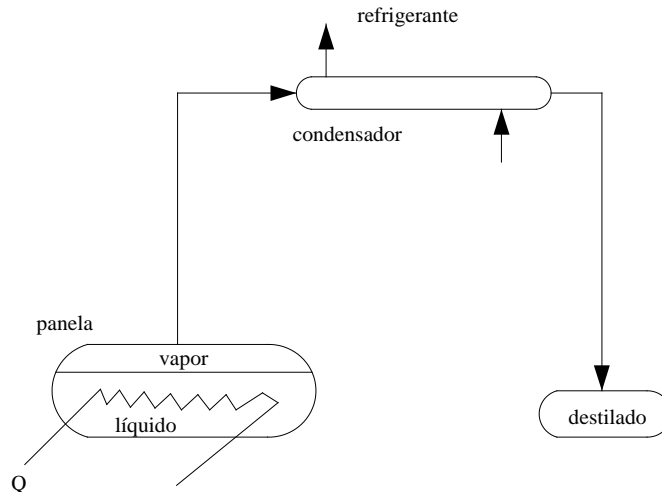 refrigerante
condensador
panela
vapor
líquido
destilado
Q